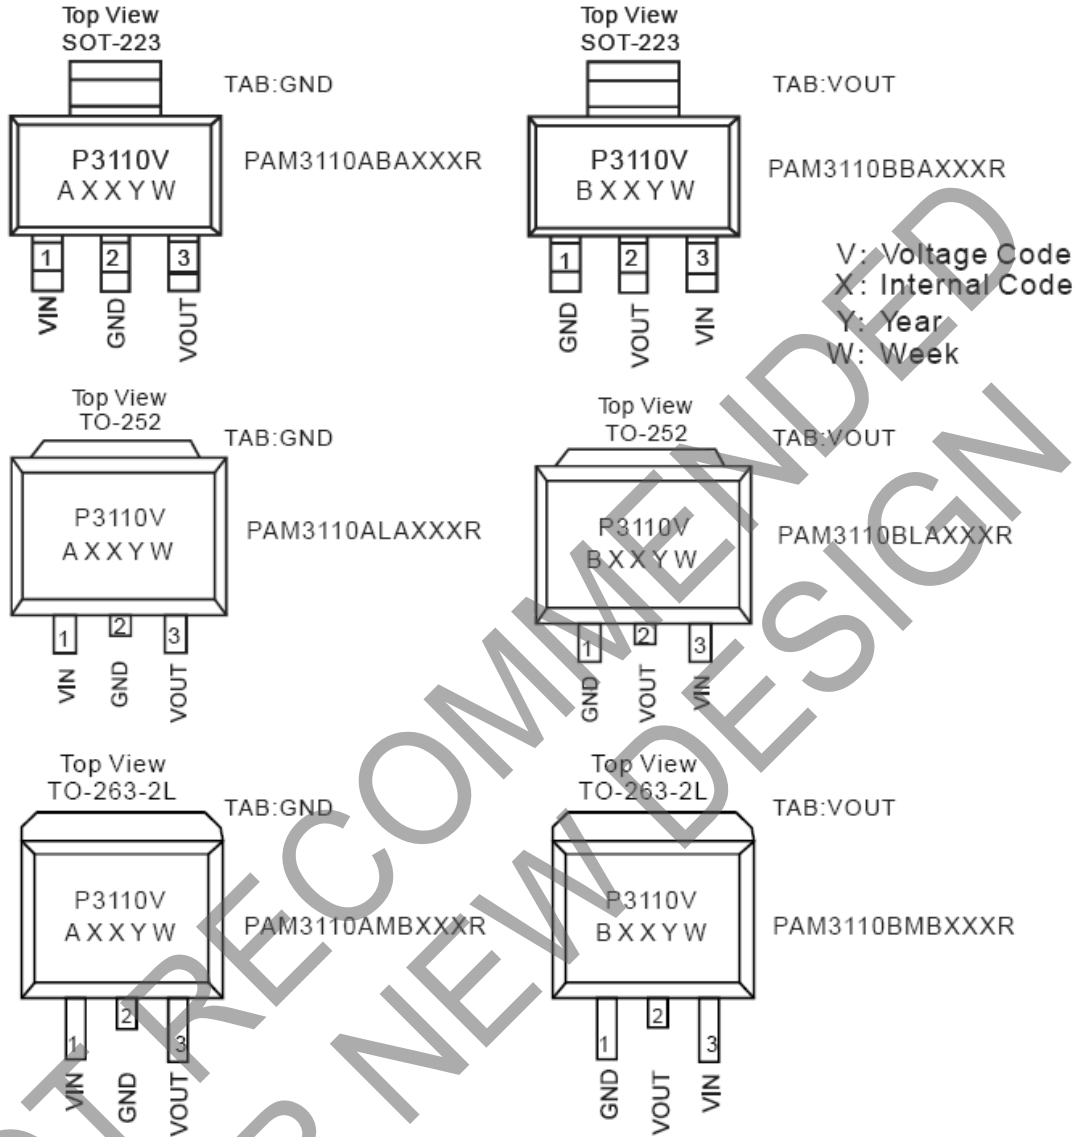 Top View
SOT-223
TAB:GND
P3110V
AXXYW
PAM3110ABAXXXR
1 2 3
VIN GND VOUT
Top View
SOT-223
TAB:VOUT
P3110V
BXXYW
PAM3110BBAXXXR
1 2 3
GND VOUT VIN
V: Voltage Code
X: Internal Code
Y: Year
W: Week
Top View
TO-252
TAB:GND
P3110V
AXXYW
PAM3110ALAXXXR
1 2 3
VIN GND VOUT
Top View
TO-252
TAB:VOUT
P3110V
BXXYW
PAM3110BLAXXXR
1 2 3
GND VOUT VIN
Top View
TO-263-2L
TAB:GND
P3110V
AXXYW
PAM3110AMBXXXR
1 2 3
VIN GND VOUT
Top View
TO-263-2L
TAB:VOUT
P3110V
BXXYW
PAM3110BMBXXXR
1 2 3
GND VOUT VIN
RECOMMENDED
NEW DESIGN